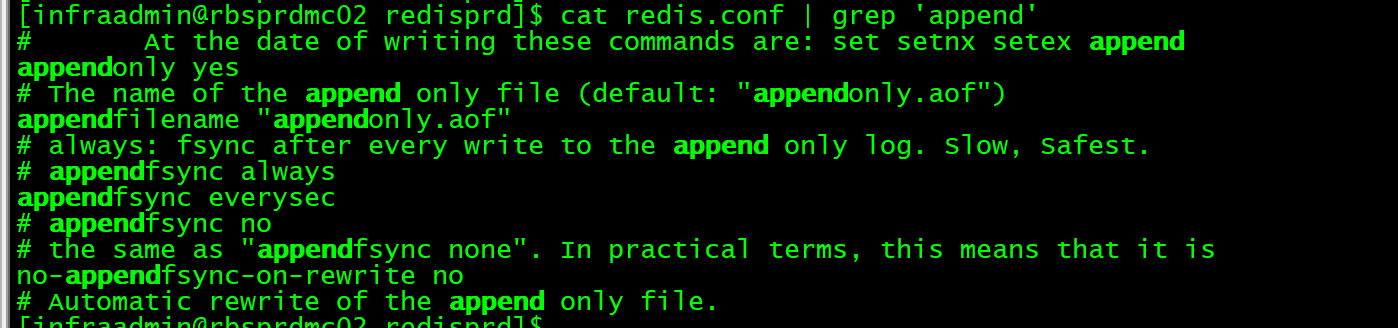 [infraadmin@rbsprdmc02 redisprd]$ cat redis.conf | grep 'append'
#       At the date of writing these commands are: set setnx setex append
appendonly yes
# The name of the append only file (default: "appendonly.aof")
appendfilename "appendonly.aof"
# always: fsync after every write to the append only log. Slow, Safest.
# appendfsync always
appendfsync everysec
# appendfsync no
# the same as "appendfsync none". In practical terms, this means that it is
no-appendfsync-on-rewrite no
# Automatic rewrite of the append only file.
[infraadmin@rbsprdmc02 redisprd]$